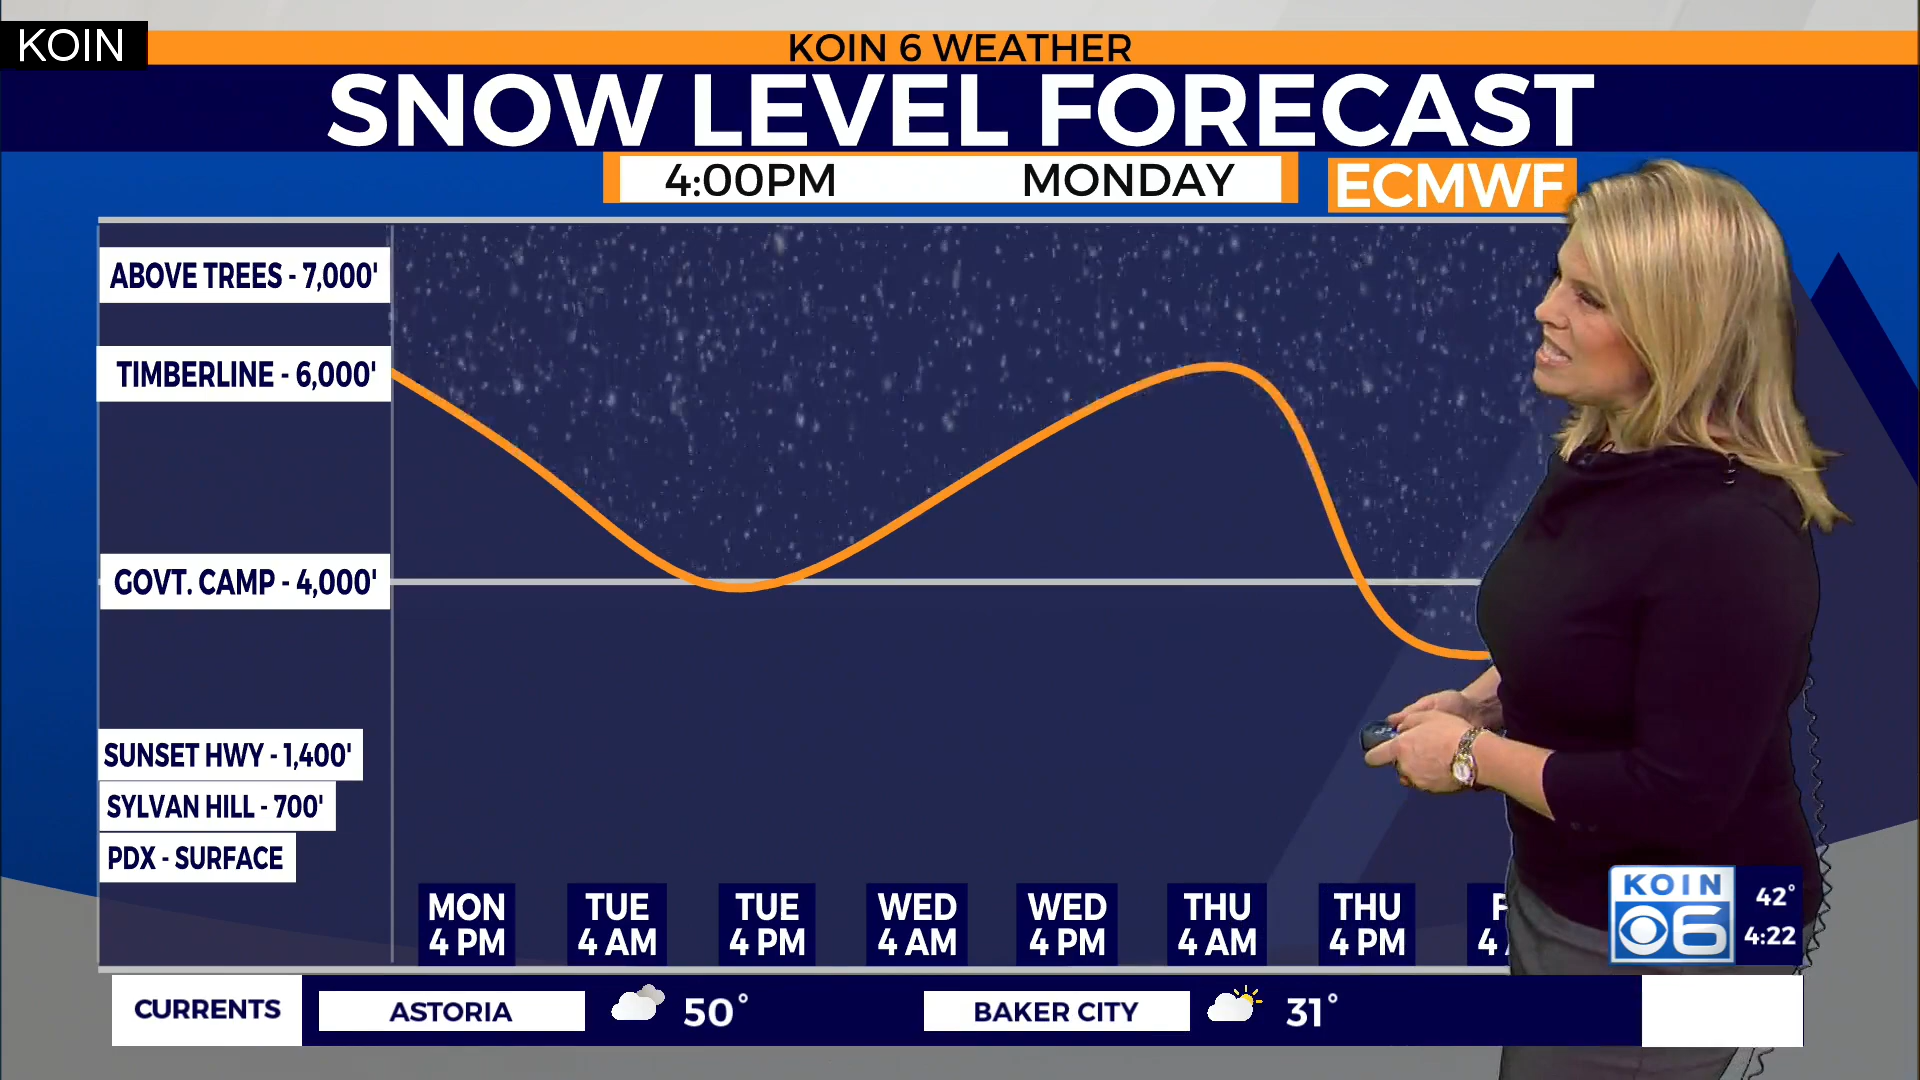 KOIN
KOIN 6 WEATHER
SNOW LEVEL FORECAST
4:00PM MONDAY
ECMWF
ABOVE TREES - 7,000'
TIMBERLINE - 6,000'
GOVT. CAMP - 4,000'
SUNSET HWY - 1,400'
SYLVAN HILL - 700'
PDX - SURFACE
MON
4 PM
TUE
4 AM
TUE
4 PM
WED
4 AM
WED
4 PM
THU
4 AM
THU
4 PM
4
KOIN
6
42°
4:22
CURRENTS
ASTORIA 50°
BAKER CITY 31°